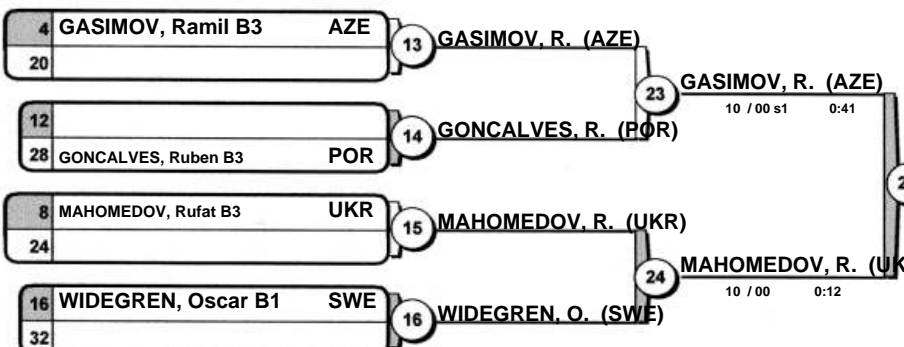 4 GASIMOV, Ramil B3 AZE
20
13 GASIMOV, R. (AZE)
12
28 GONCALVES, Ruben B3 POR
14 GONCALVES, R. (POR)
23 GASIMOV, R. (AZE)
10 / 00 s1 0:41
8 MAHOMEDOV, Rufat B3 UKR
24
15 MAHOMEDOV, R. (UKR)
16 WIDEGREN, Oscar B1 SWE
32
16 WIDEGREN, O. (SWE)
24 MAHOMEDOV, R. (UK
10 / 00 0:12
2